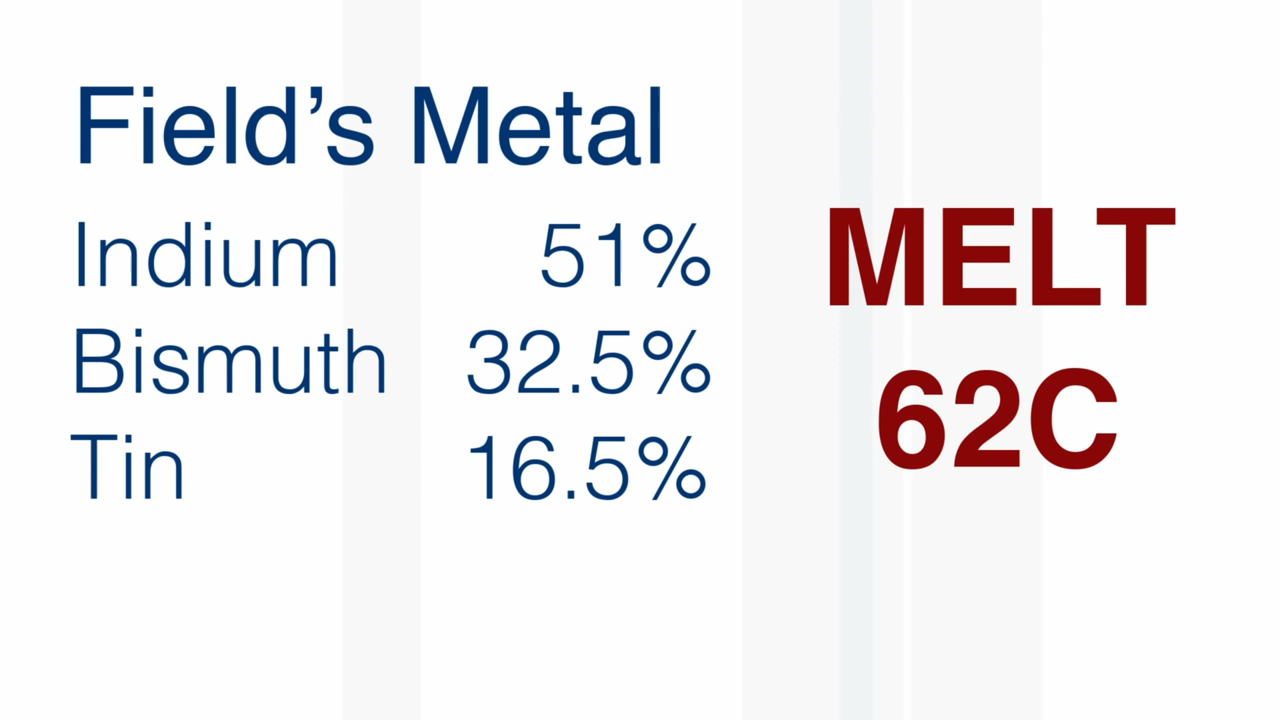 Field’s Metal
Indium 51%
Bismuth 32.5%
Tin 16.5%
MELT
62C